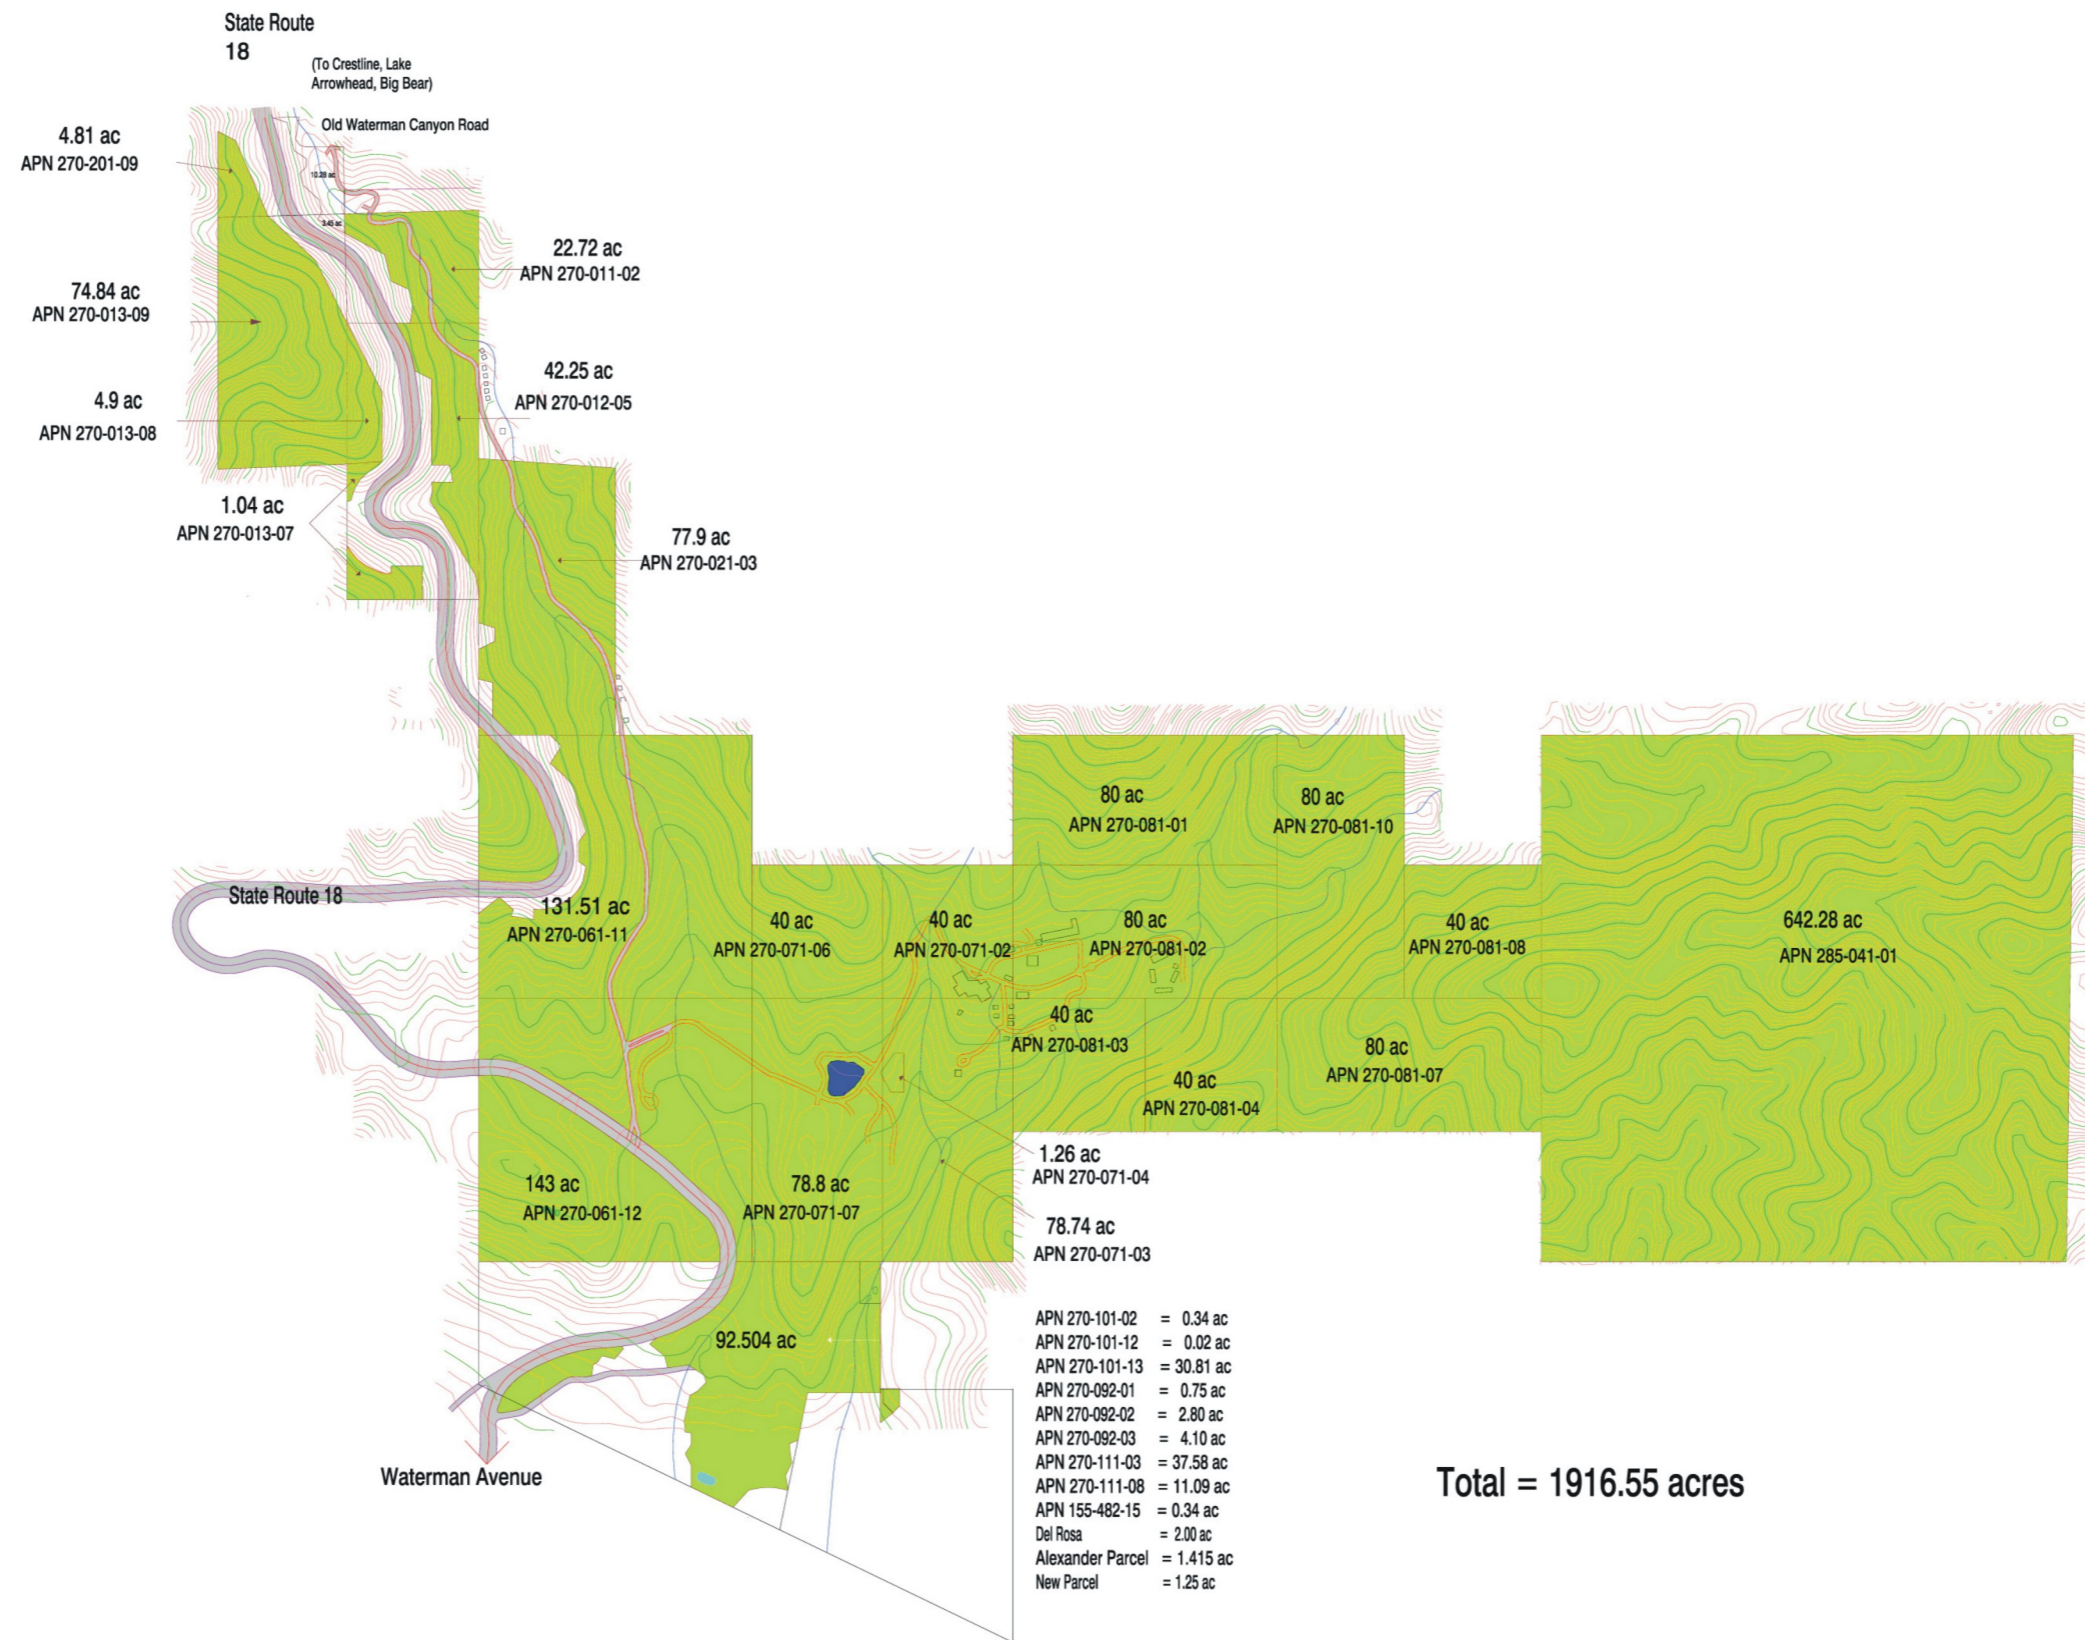 State Route
18
(To Crestline, Lake
Arrowhead, Big Bear)
Old Waterman Canyon Road
4.81 ac
APN 270-201-09
10.28 ac
3.45 ac
22.72 ac
APN 270-011-02
74.84 ac
APN 270-013-09
42.25 ac
APN 270-012-05
4.9 ac
APN 270-013-08
1.04 ac
APN 270-013-07
77.9 ac
APN 270-021-03
80 ac
APN 270-081-01
80 ac
APN 270-081-10
State Route 18
131.51 ac
APN 270-061-11
40 ac
APN 270-071-06
40 ac
APN 270-071-02
80 ac
APN 270-081-02
40 ac
APN 270-081-08
642.28 ac
APN 285-041-01
40 ac
APN 270-081-03
80 ac
APN 270-081-07
40 ac
APN 270-081-04
1.26 ac
APN 270-071-04
143 ac
APN 270-061-12
78.8 ac
APN 270-071-07
78.74 ac
APN 270-071-03
92.504 ac
APN 270-101-02 = 0.34 ac
APN 270-101-12 = 0.02 ac
APN 270-101-13 = 30.81 ac
APN 270-092-01 = 0.75 ac
APN 270-092-02 = 2.80 ac
APN 270-092-03 = 4.10 ac
APN 270-111-03 = 37.58 ac
APN 270-111-08 = 11.09 ac
APN 155-482-15 = 0.34 ac
Del Rosa = 2.00 ac
Alexander Parcel = 1.415 ac
New Parcel = 1.25 ac
Waterman Avenue
Total = 1916.55 acres